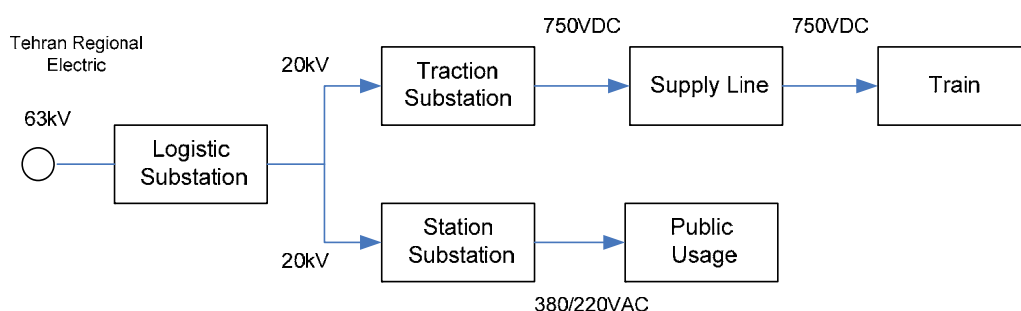 Tehran Regional
Electric
63kV
Logistic
Substation
20kV
Traction
Substation
750VDC
Supply Line
750VDC
Train
20kV
Station
Substation
380/220VAC
Public
Usage